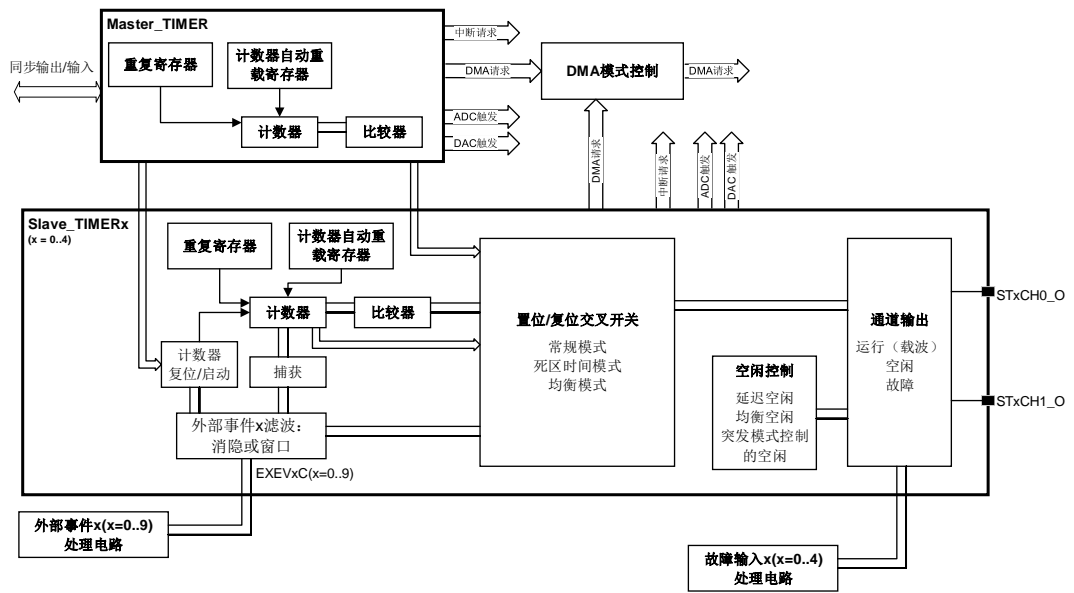 Master_TIMER
重复寄存器
计数器自动重
载寄存器
计数器
比较器
同步输出/输入
中断请求
DMA请求
ADC触发
DAC触发
DMA模式控制
DMA请求
DMA请求
中断请求
ADC触发
DAC 触发
Slave_TIMERx
(x = 0..4)
重复寄存器
计数器自动重
载寄存器
计数器
比较器
计数器
复位/启动
捕获
外部事件x滤波:
消隐或窗口
EXEVxC(x=0..9)
置位/复位交叉开关
常规模式
死区时间模式
均衡模式
空闲控制
延迟空闲
均衡空闲
突发模式控制
的空闲
通道输出
运行（载波）
空闲
故障
STxCH0_O
STxCH1_O
外部事件x(x=0..9)
处理电路
故障输入x(x=0..4)
处理电路